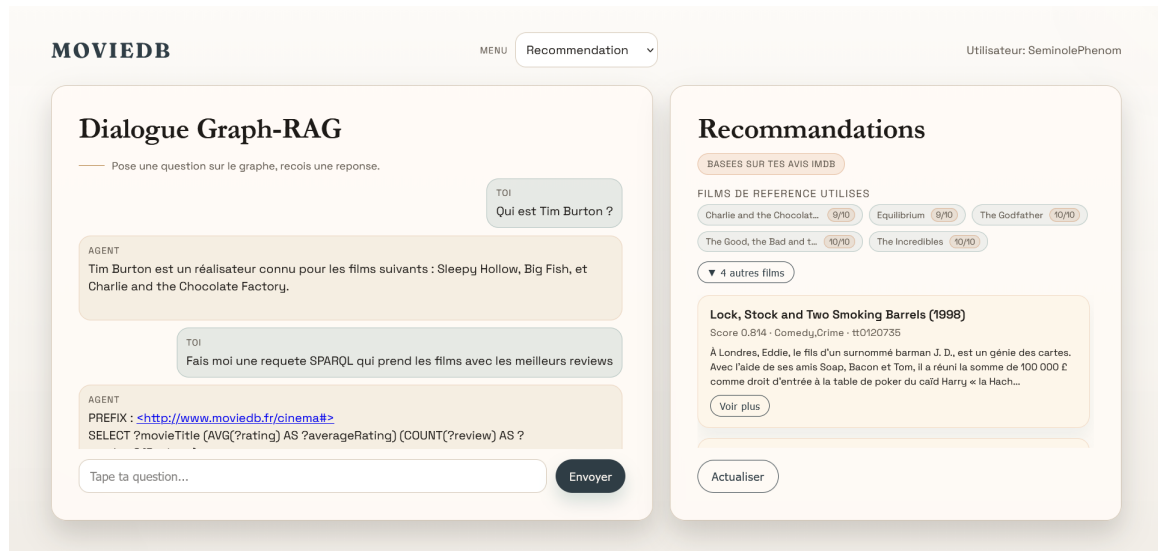 MOVIEDB
MENU
Recommendation
Utilisateur: SeminolePhenom
Dialogue Graph-RAG
Pose une question sur le graphe, recois une reponse.
TOI
Qui est Tim Burton ?
AGENT
Tim Burton est un réalisateur connu pour les films suivants : Sleepy Hollow, Big Fish, et
Charlie and the Chocolate Factory.
TOI
Fais moi une requete SPARQL qui prend les films avec les meilleurs reviews
AGENT
PREFIX : <http://www.moviedb.fr/cinema#>
SELECT ?movieTitle (AVG(?rating) AS ?averageRating) (COUNT(?review) AS ?
Tape ta question...
Envoyer
Recommandations
BASEES SUR TES AVIS IMDB
FILMS DE REFERENCE UTILISES
Charlie and the Chocolat... 9/10
Equilibrium 9/10
The Godfather 10/10
The Good, the Bad and t... 10/10
The Incredibles 10/10
▼ 4 autres films
Lock, Stock and Two Smoking Barrels (1998)
Score 0.814 · Comedy,Crime · tt0120735
À Londres, Eddie, le fils d'un surnommé barman J. D., est un génie des cartes.
Avec l'aide de ses amis Soap, Bacon et Tom, il a réuni la somme de 100 000 £
comme droit d'entrée à la table de poker du caïd Harry « la Hach...
Voir plus
Actualiser